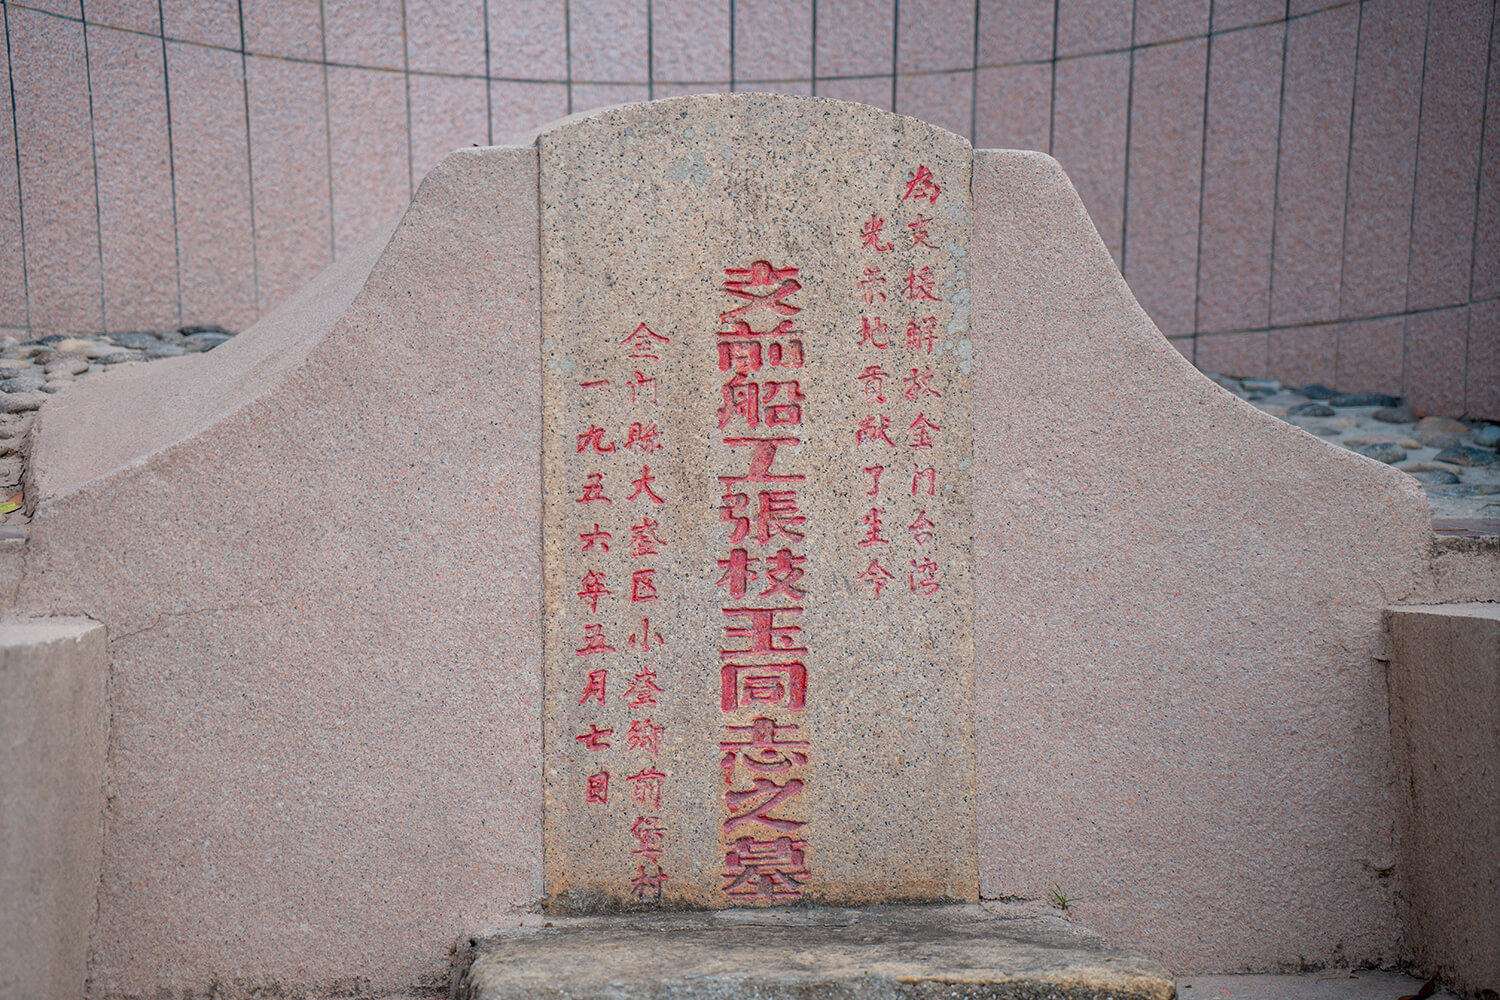 為支援解放金门台湾
光荣地貢献了生命
支前船工張枝玉同志之墓
金门縣大嶝区小嶝鄉前堡村
一九五六年五月七日